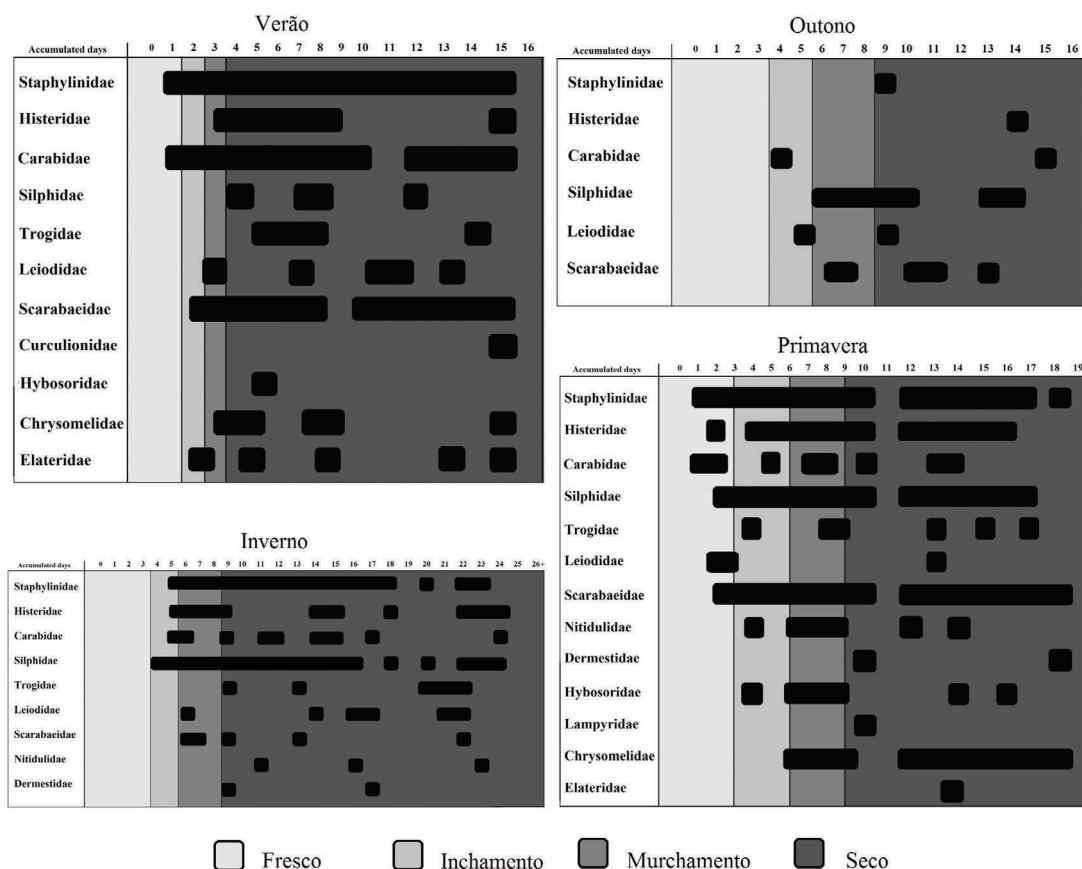 Verão
Accumulated days 0 1 2 3 4 5 6 7 8 9 10 11 12 13 14 15 16
Staphylinidae
Histeridae
Carabidae
Silphidae
Trogidae
Leiodidae
Scarabaeidae
Curculionidae
Hybosoridae
Chrysomelidae
Elateridae
Outono
Accumulated days 0 1 2 3 4 5 6 7 8 9 10 11 12 13 14 15 16
Staphylinidae
Histeridae
Carabidae
Silphidae
Leiodidae
Scarabaeidae
Inverno
Accumulated days 0 1 2 3 4 5 6 7 8 9 11 12 13 14 15 16 17 18 19 20 21 22 23 24 25 26+
Staphylinidae
Histeridae
Carabidae
Silphidae
Trogidae
Leiodidae
Scarabaeidae
Nitidulidae
Dermestidae
Primavera
Accumulated days 0 1 2 3 4 5 6 7 8 9 10 11 12 13 14 15 16 17 18 19
Staphylinidae
Histeridae
Carabidae
Silphidae
Trogidae
Leiodidae
Scarabaeidae
Nitidulidae
Dermestidae
Hybosoridae
Lampyridae
Chrysomelidae
Elateridae
Fresco Inchamento Murchamento Seco